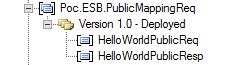 Poc.ESB.PublicMappingReq
Version 1.0 - Deployed
HelloWorldPublicReq
HelloWorldPublicResp